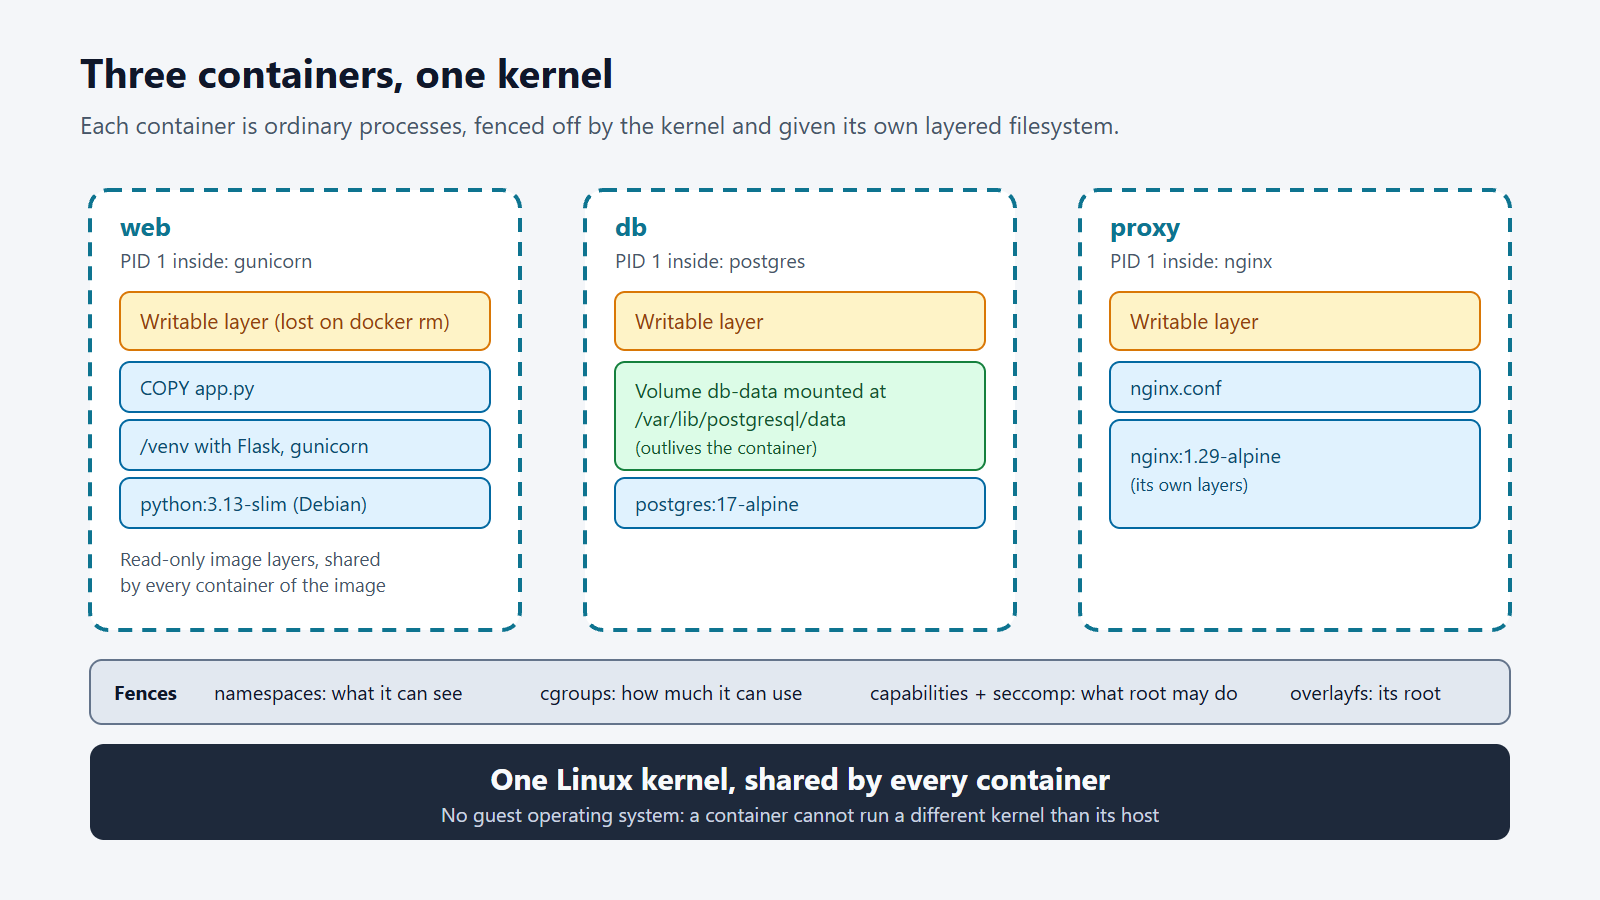 Three containers, one kernel
Each container is ordinary processes, fenced off by the kernel and given its own layered filesystem.
web
PID 1 inside: gunicorn
Writable layer (lost on docker rm)
COPY app.py
/venv with Flask, gunicorn
python:3.13-slim (Debian)
Read-only image layers, shared
by every container of the image
db
PID 1 inside: postgres
Writable layer
Volume db-data mounted at
/var/lib/postgresql/data
(outlives the container)
postgres:17-alpine
proxy
PID 1 inside: nginx
Writable layer
nginx.conf
nginx:1.29-alpine
(its own layers)
Fences namespaces: what it can see cgroups: how much it can use capabilities + seccomp: what root may do overlayfs: its root
One Linux kernel, shared by every container
No guest operating system: a container cannot run a different kernel than its host